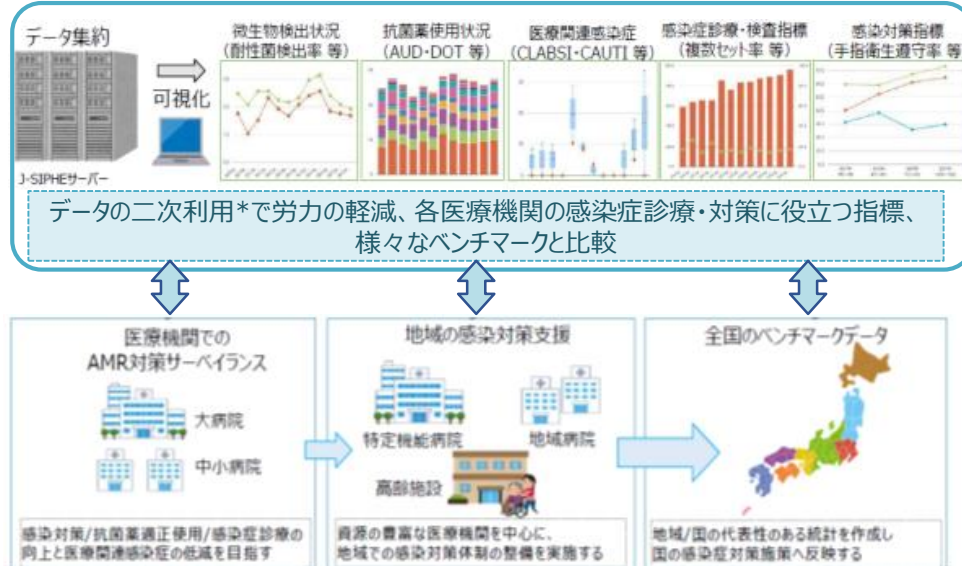 データ集約
可視化
J-SIPHEサーバー
微生物検出状況
(耐性菌検出率 等)
抗菌薬使用状況
(AUD・DOT 等)
医療関連感染症
(CLABSI・CAUTI 等)
感染症診療・検査指標
(複数セット率 等)
感染対策指標
(手指衛生遵守率 等)
データの二次利用*で労力の軽減、各医療機関の感染症診療・対策に役立つ指標、
様々なベンチマークと比較
医療機関での
AMR対策サーベイランス
大病院
中小病院
感染対策/抗菌薬適正使用/感染症診療の
向上と医療関連感染症の低減を目指す
地域の感染対策支援
特定機能病院
地域病院
高齢施設
資源の豊富な医療機関を中心に、
地域での感染対策体制の整備を実施する
全国のベンチマークデータ
地域/国の代表性のある統計を作成し
国の感染症対策施策へ反映する